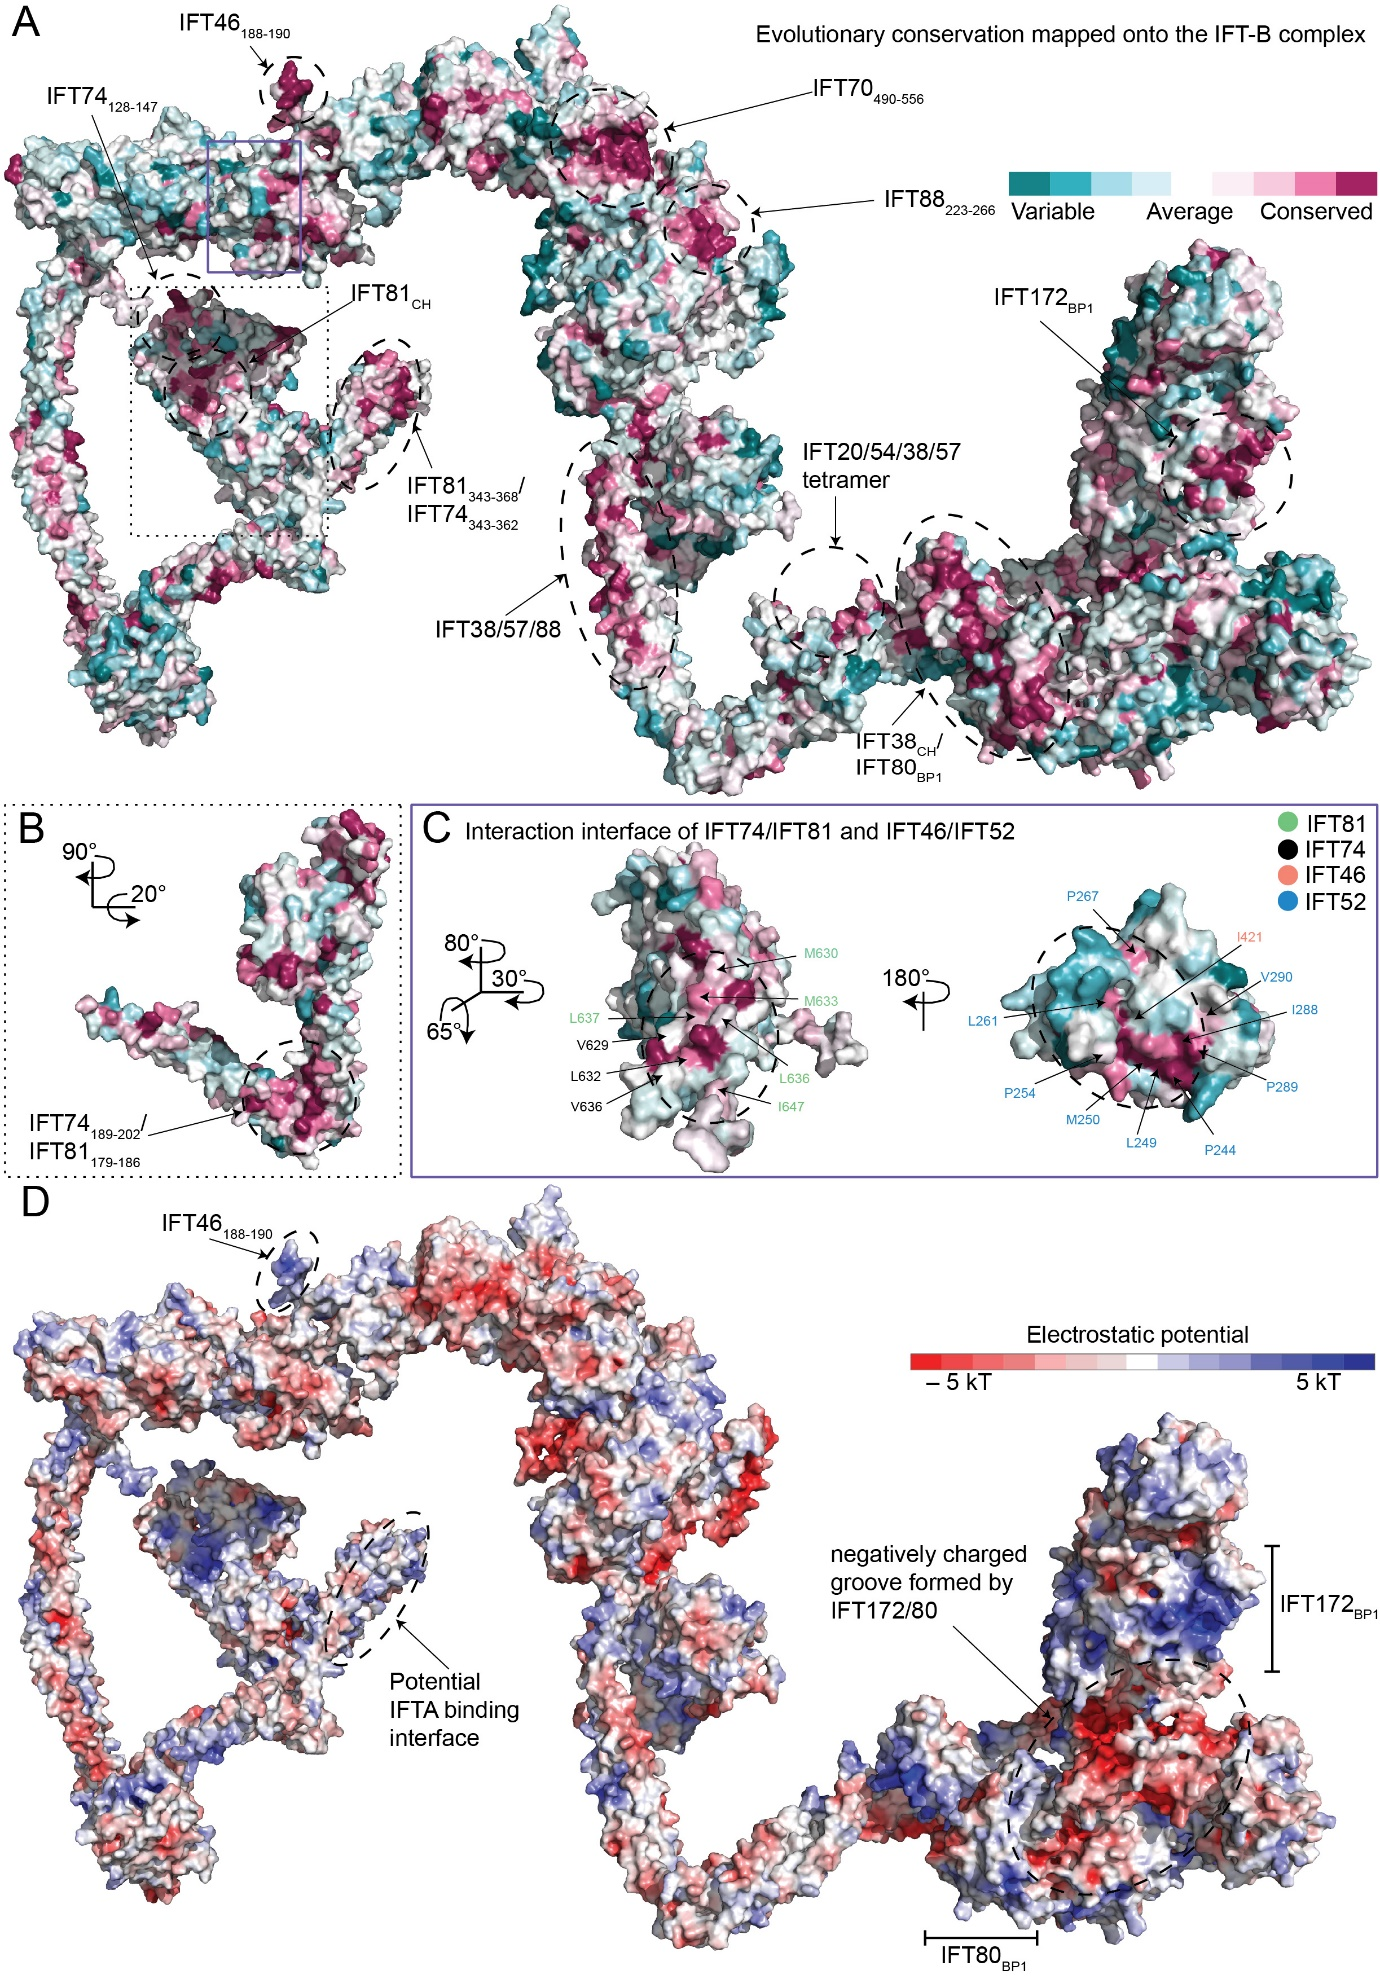 A
Evolutionary conservation mapped onto the IFT-B complex
IFT46188-190
IFT74128-147
IFT70490-556
IFT88223-266
Variable Average Conserved
IFT81CH
IFT172BP1
IFT81343-368/
IFT74343-362
IFT20/54/38/57
tetramer
IFT38/57/88
IFT38CH/
IFT80BP1
B
90°
20°
IFT74189-202/
IFT81179-186
C
Interaction interface of IFT74/IFT81 and IFT46/IFT52
IFT81
IFT74
IFT46
IFT52
80°
30°
65°
M630
M633
L637
V629
L632
V636
L636
I647
180°
P267
I421
V290
I288
L261
P254
P289
M250
L249
P244
D
IFT46188-190
Electrostatic potential
– 5 kT 5 kT
negatively charged
groove formed by
IFT172/80
IFT172BP1
Potential
IFTA binding
interface
IFT80BP1